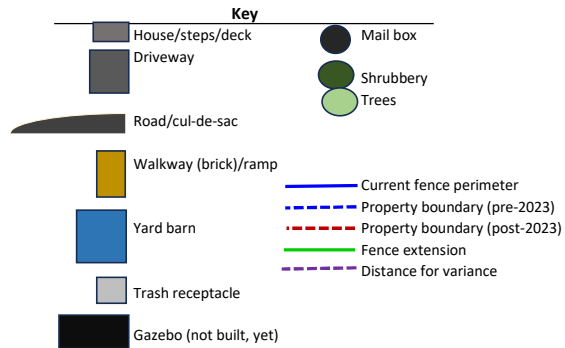 Key
House/steps/deck
Driveway
Road/cul-de-sac
Walkway (brick)/ramp
Yard barn
Trash receptacle
Gazebo (not built, yet)
Mail box
Shrubbery
Trees
Current fence perimeter
Property boundary (pre-2023)
Property boundary (post-2023)
Fence extension
Distance for variance